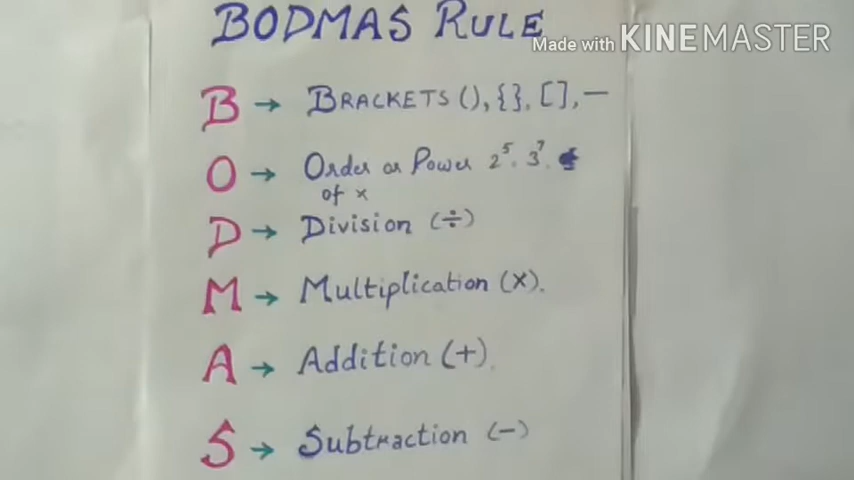 BODMAS RULE
Made with KINEMASTER
B → BRACKETS (), {}, [], —
O → Order or Power 2⁵. 3⁷.
of ×
D → Division (÷)
M → Multiplication (×).
A → Addition (+).
S → Subtraction (-)